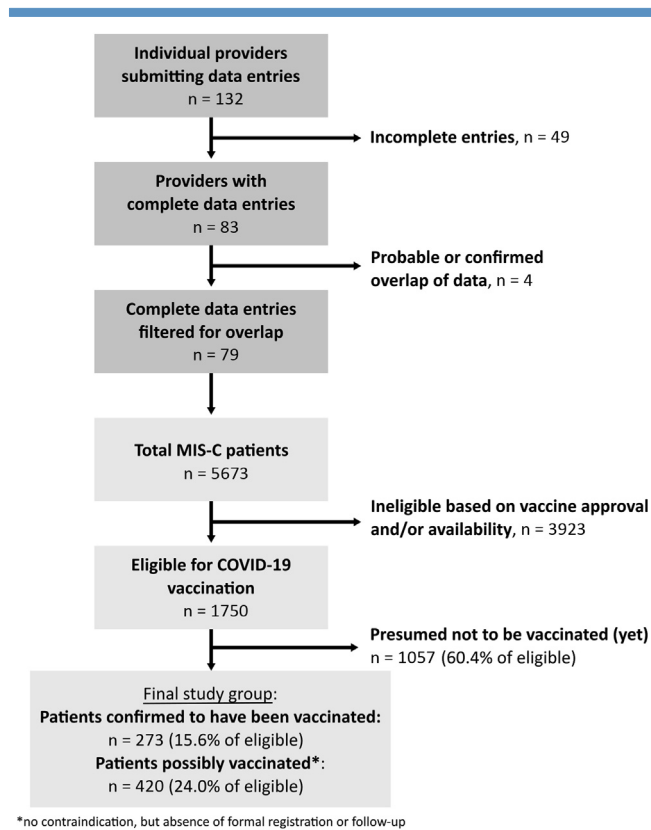 Individual providers
submitting data entries
n = 132
Incomplete entries, n = 49
Providers with
complete data entries
n = 83
Probable or confirmed
overlap of data, n = 4
Complete data entries
filtered for overlap
n = 79
Total MIS-C patients
n = 5673
Ineligible based on vaccine approval
and/or availability, n = 3923
Eligible for COVID-19
vaccination
n = 1750
Presumed not to be vaccinated (yet)
n = 1057 (60.4% of eligible)
Final study group:
Patients confirmed to have been vaccinated:
n = 273 (15.6% of eligible)
Patients possibly vaccinated*:
n = 420 (24.0% of eligible)
*no contraindication, but absence of formal registration or follow-up